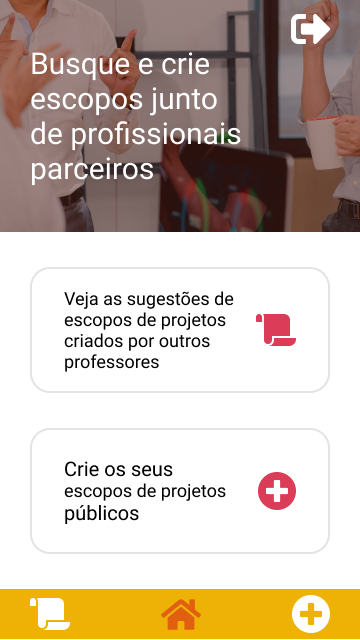 Busque e crie
escopos junto
de profissionais
parceiros
Veja as sugestões de
escopos de projetos
criados por outros
professores
Crie os seus
escopos de projetos
públicos